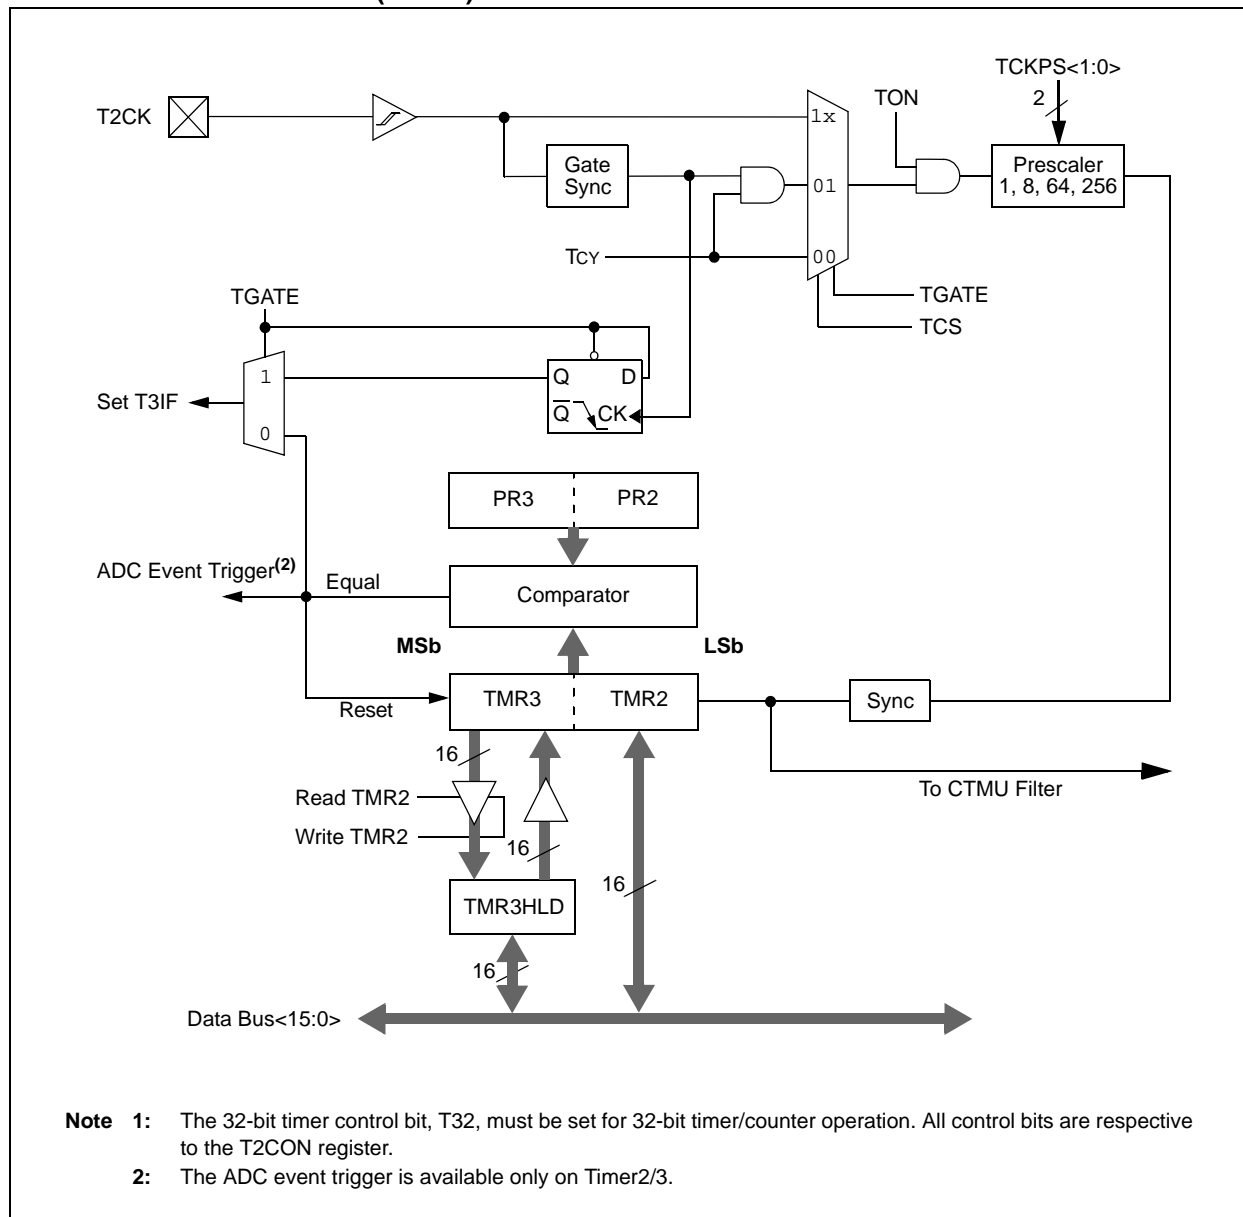 TCKPS<1:0>
2
TON
T2CK
1x
Gate
Sync
Prescaler
1, 8, 64, 256
01
TCY
00
TGATE
TCS
TGATE
1
Q D
Set T3IF
Q CK
0
PR3 PR2
ADC Event Trigger(2)
Equal
Comparator
MSb LSb
TMR3 TMR2
Sync
Reset
16
To CTMU Filter
Read TMR2
Write TMR2
16
16
TMR3HLD
16
Data Bus<15:0>
Note 1: The 32-bit timer control bit, T32, must be set for 32-bit timer/counter operation. All control bits are respective
to the T2CON register.
2: The ADC event trigger is available only on Timer2/3.